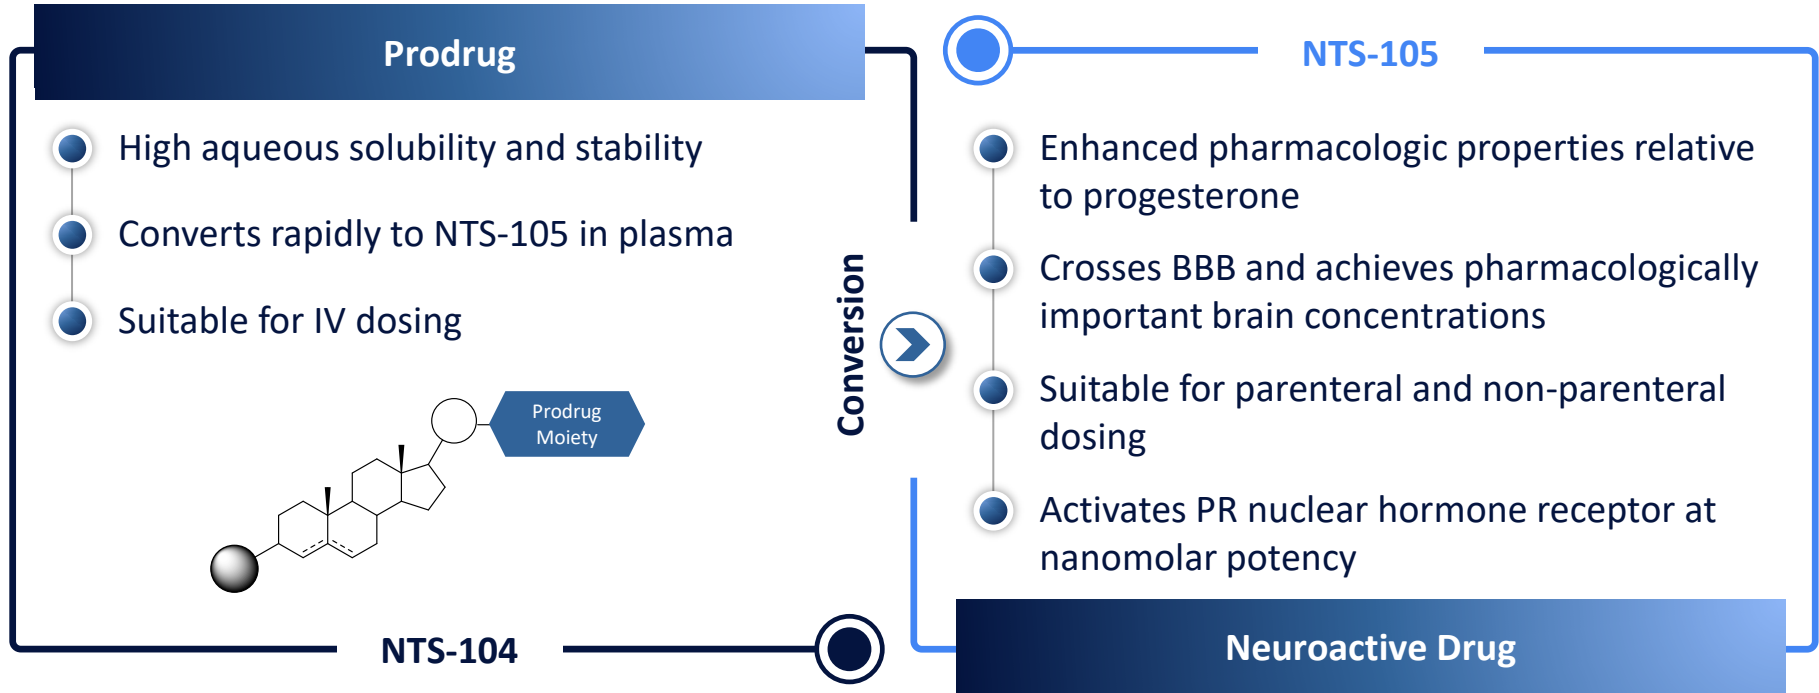 Prodrug
High aqueous solubility and stability
Converts rapidly to NTS-105 in plasma
Suitable for IV dosing
Prodrug
Moiety
NTS-104
Conversion
NTS-105
Enhanced pharmacologic properties relative
to progesterone
Crosses BBB and achieves pharmacologically
important brain concentrations
Suitable for parenteral and non-parenteral
dosing
Activates PR nuclear hormone receptor at
nanomolar potency
Neuroactive Drug